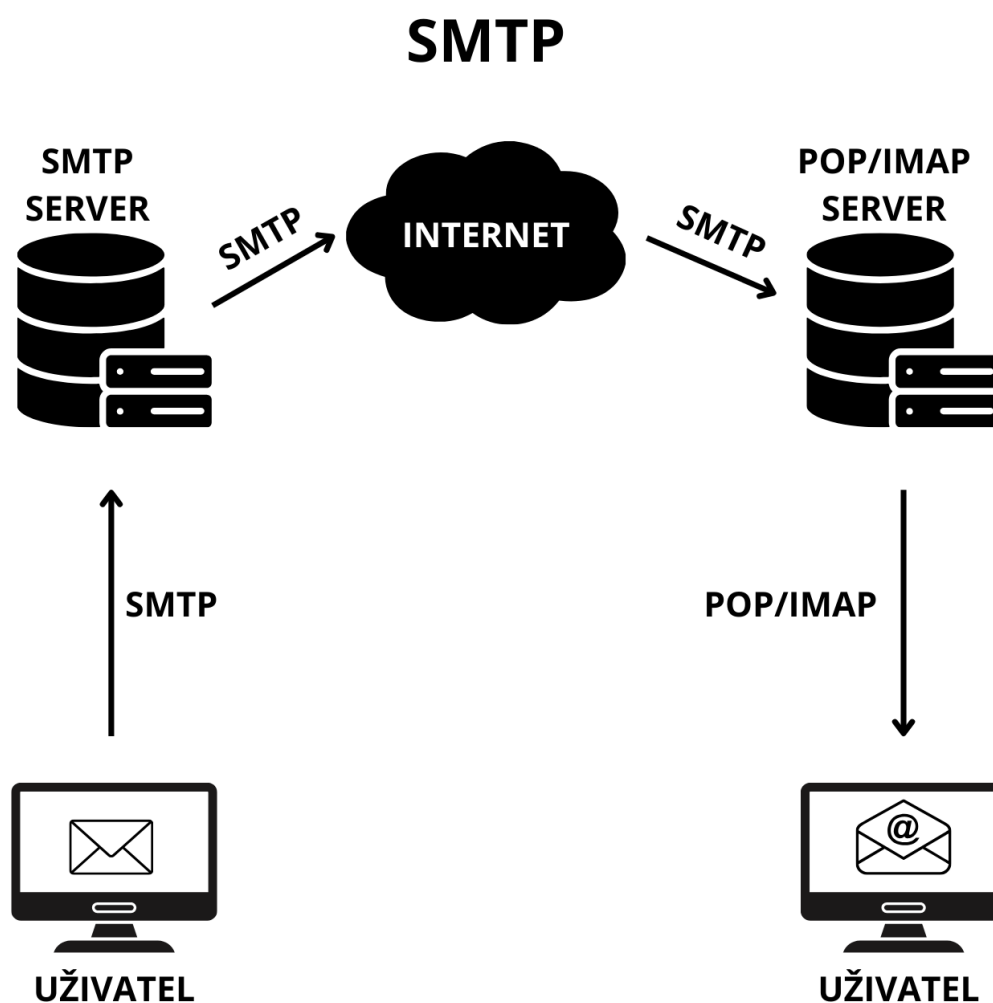 SMTP
SMTP
SERVER
SMTP
INTERNET
SMTP
POP/IMAP
SERVER
SMTP
POP/IMAP
@
UŽIVATEL
UŽIVATEL